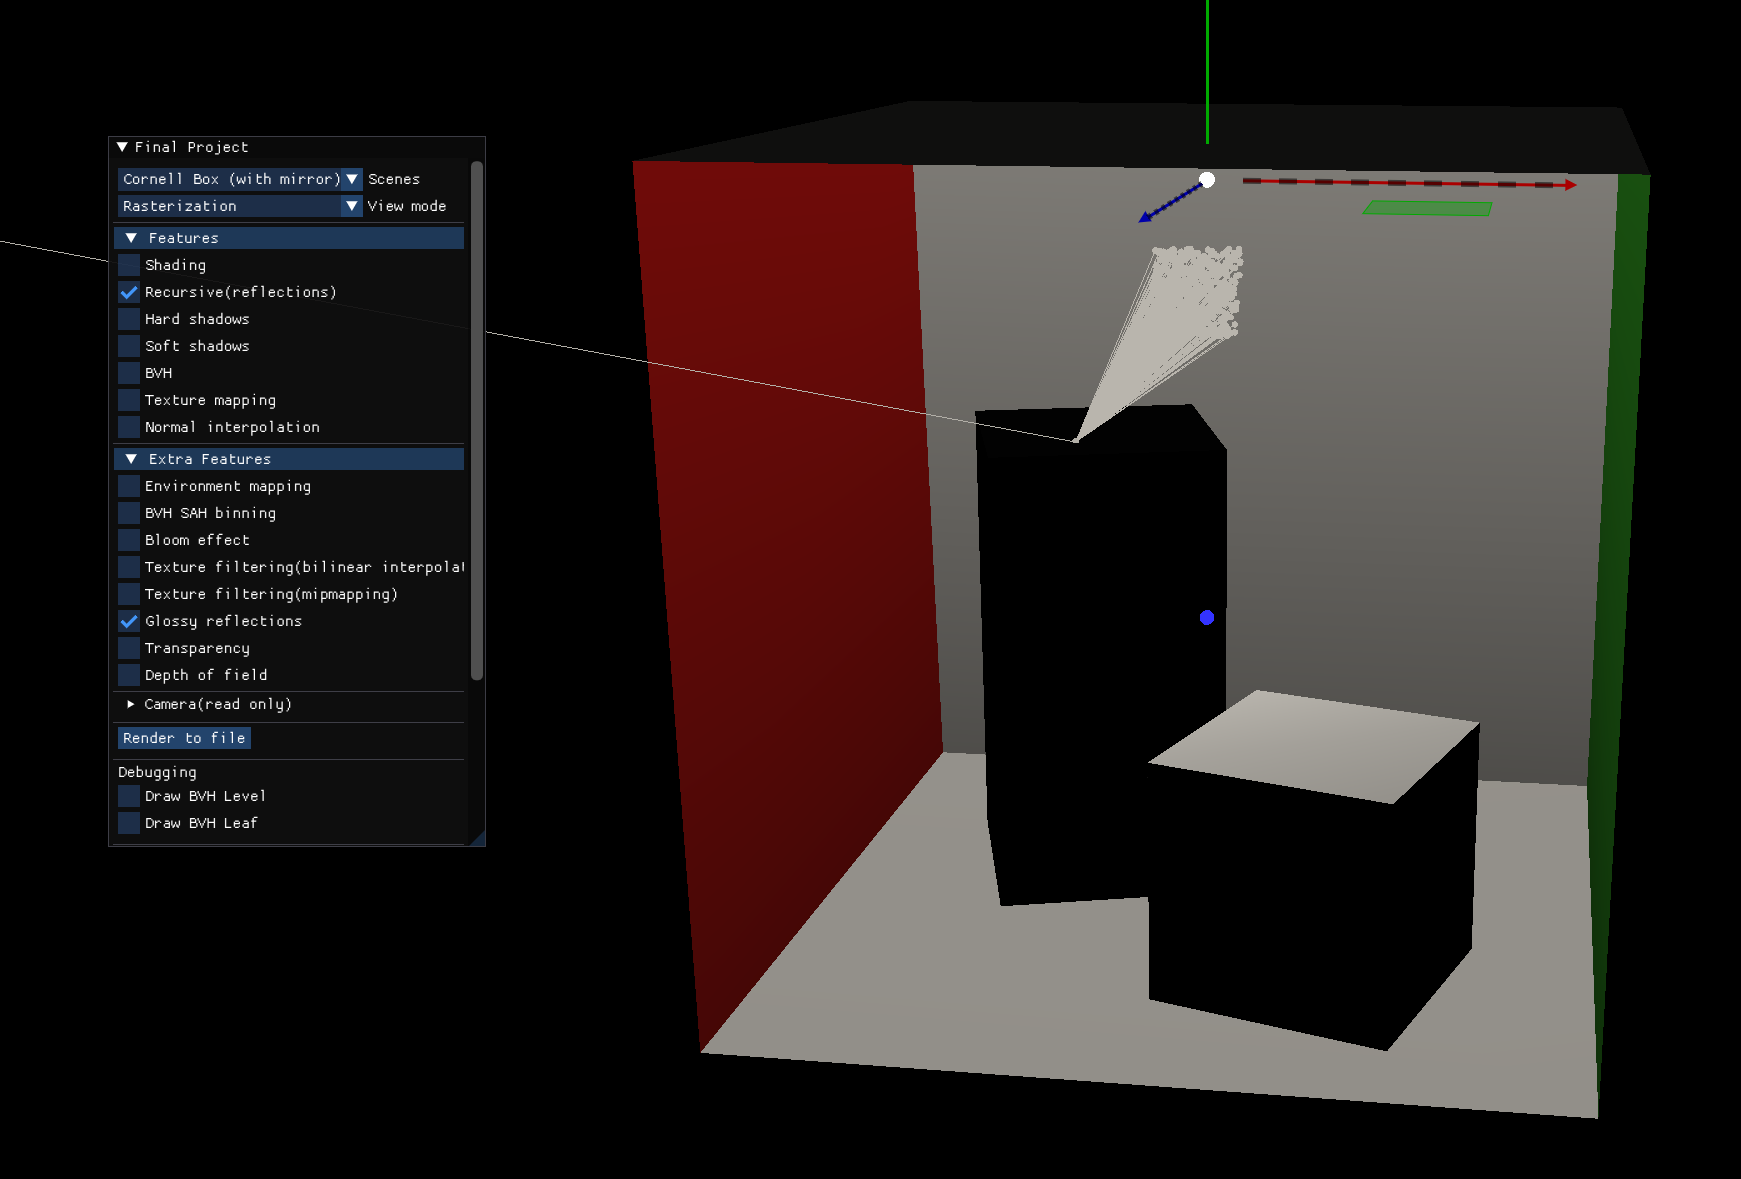 Final Project
Cornell Box (with mirror) Scenes
Rasterization View mode
Features
Shading
Recursive(reflections)
Hard shadows
Soft shadows
BVH
Texture mapping
Normal interpolation
Extra Features
Environment mapping
BVH SAH binning
Bloom effect
Texture filtering(bilinear interpola
Texture filtering(mipmapping)
Glossy reflections
Transparency
Depth of field
Camera(read only)
Render to file
Debugging
Draw BVH Level
Draw BVH Leaf